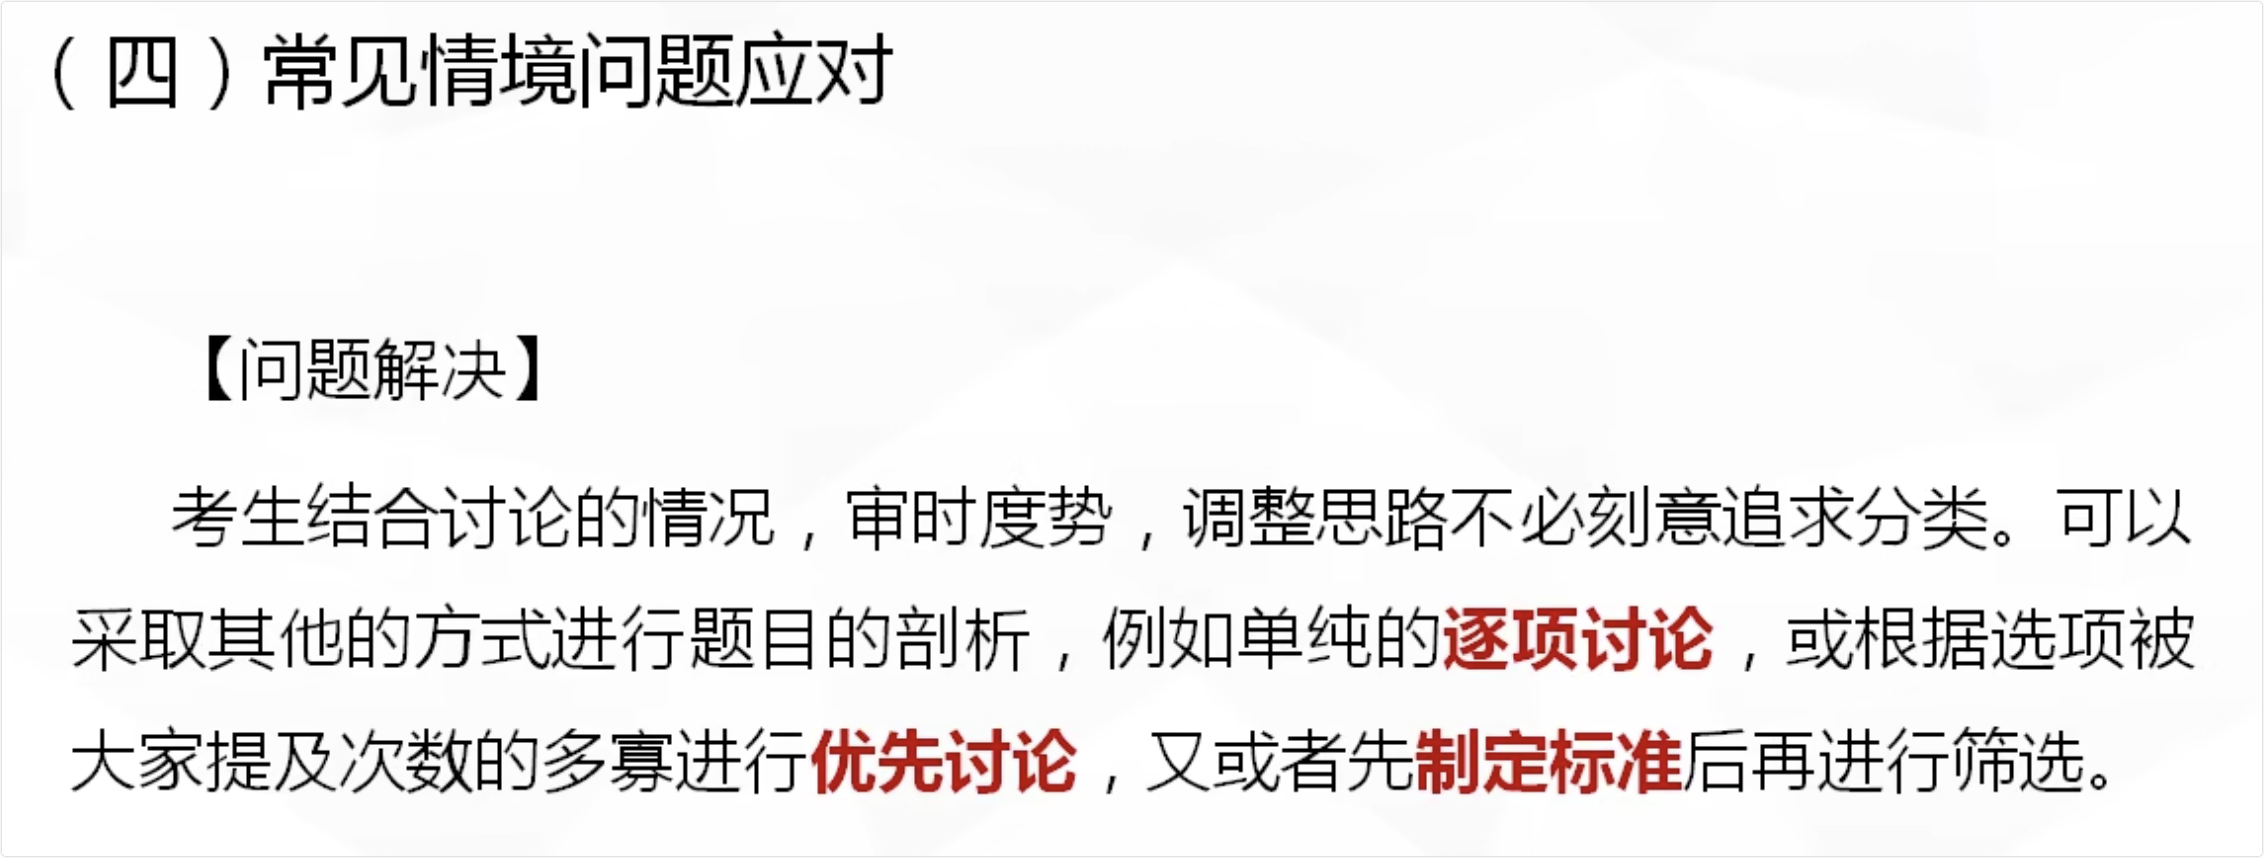 （四）常见情境问题应对
【问题解决】
考生结合讨论的情况，审时度势，调整思路不必刻意追求分类。可以
采取其他的方式进行题目的剖析，例如单纯的逐项讨论，或根据选项被
大家提及次数的多寡进行优先讨论，又或者先制定标准后再进行筛选。